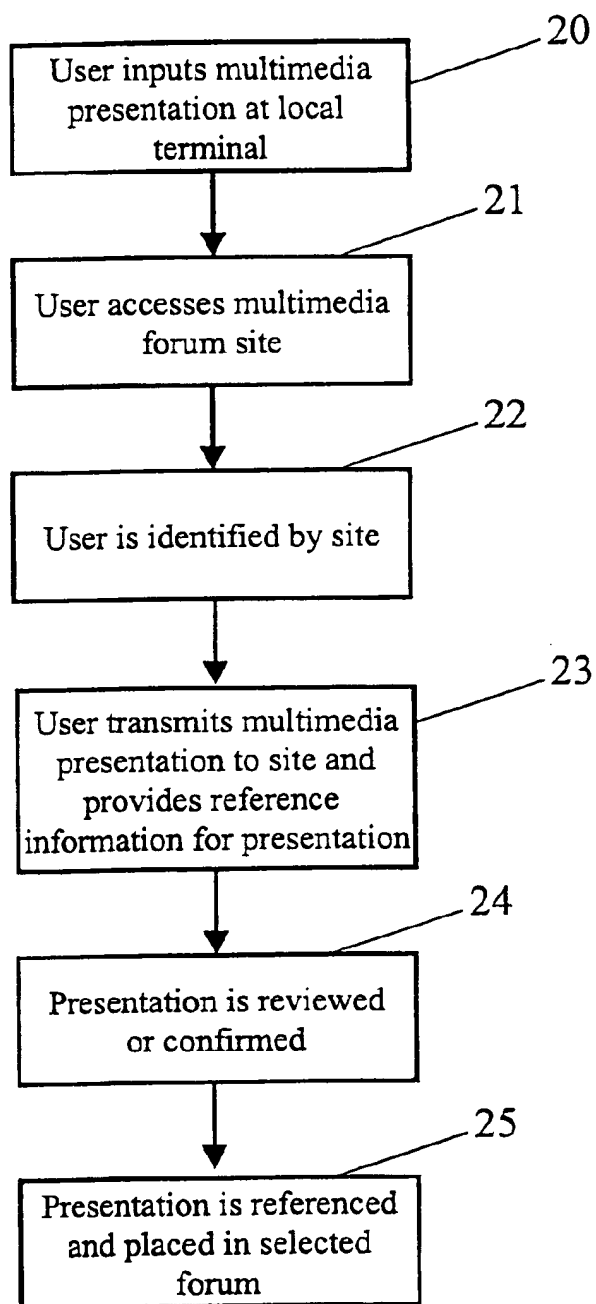 20
User inputs multimedia
presentation at local
terminal
21
User accesses multimedia
forum site
22
User is identified by site
23
User transmits multimedia
presentation to site and
provides reference
information for presentation
24
Presentation is reviewed
or confirmed
25
Presentation is referenced
and placed in selected
forum